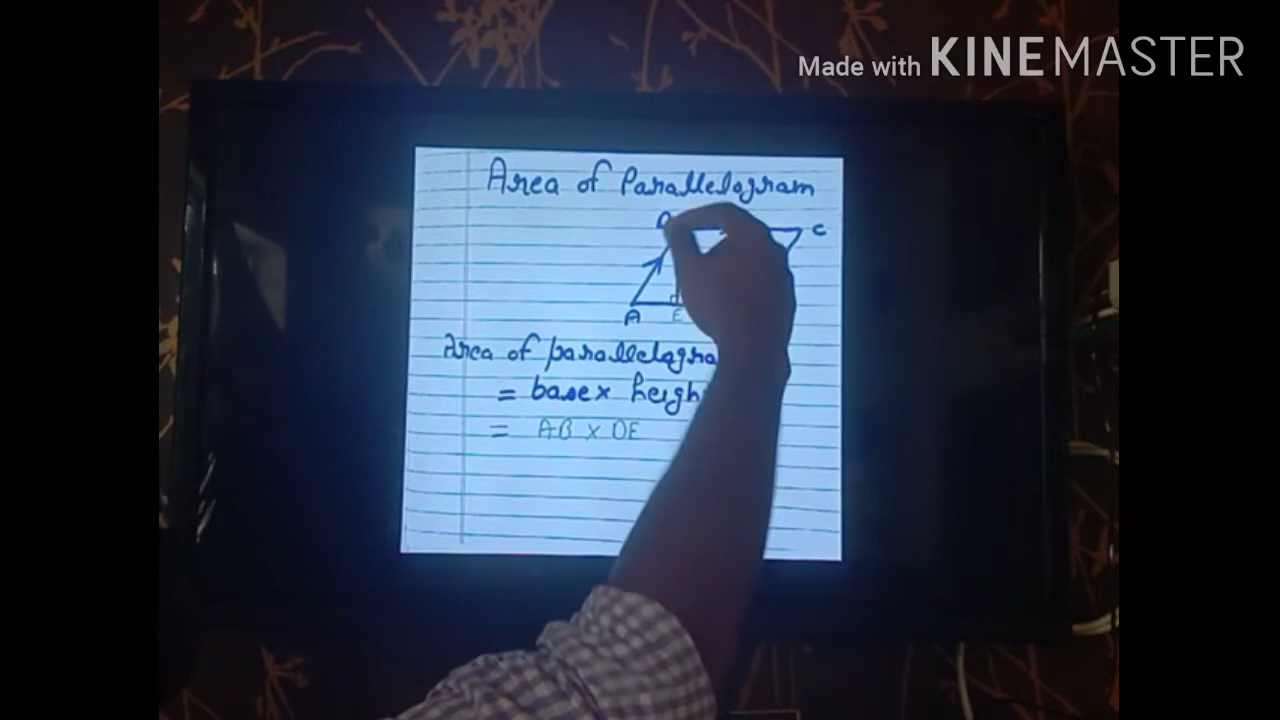 Made with KINEMASTER
Area of Parallelogram
C
A E
Area of parallelogra
= base x heigh
= AB x DE